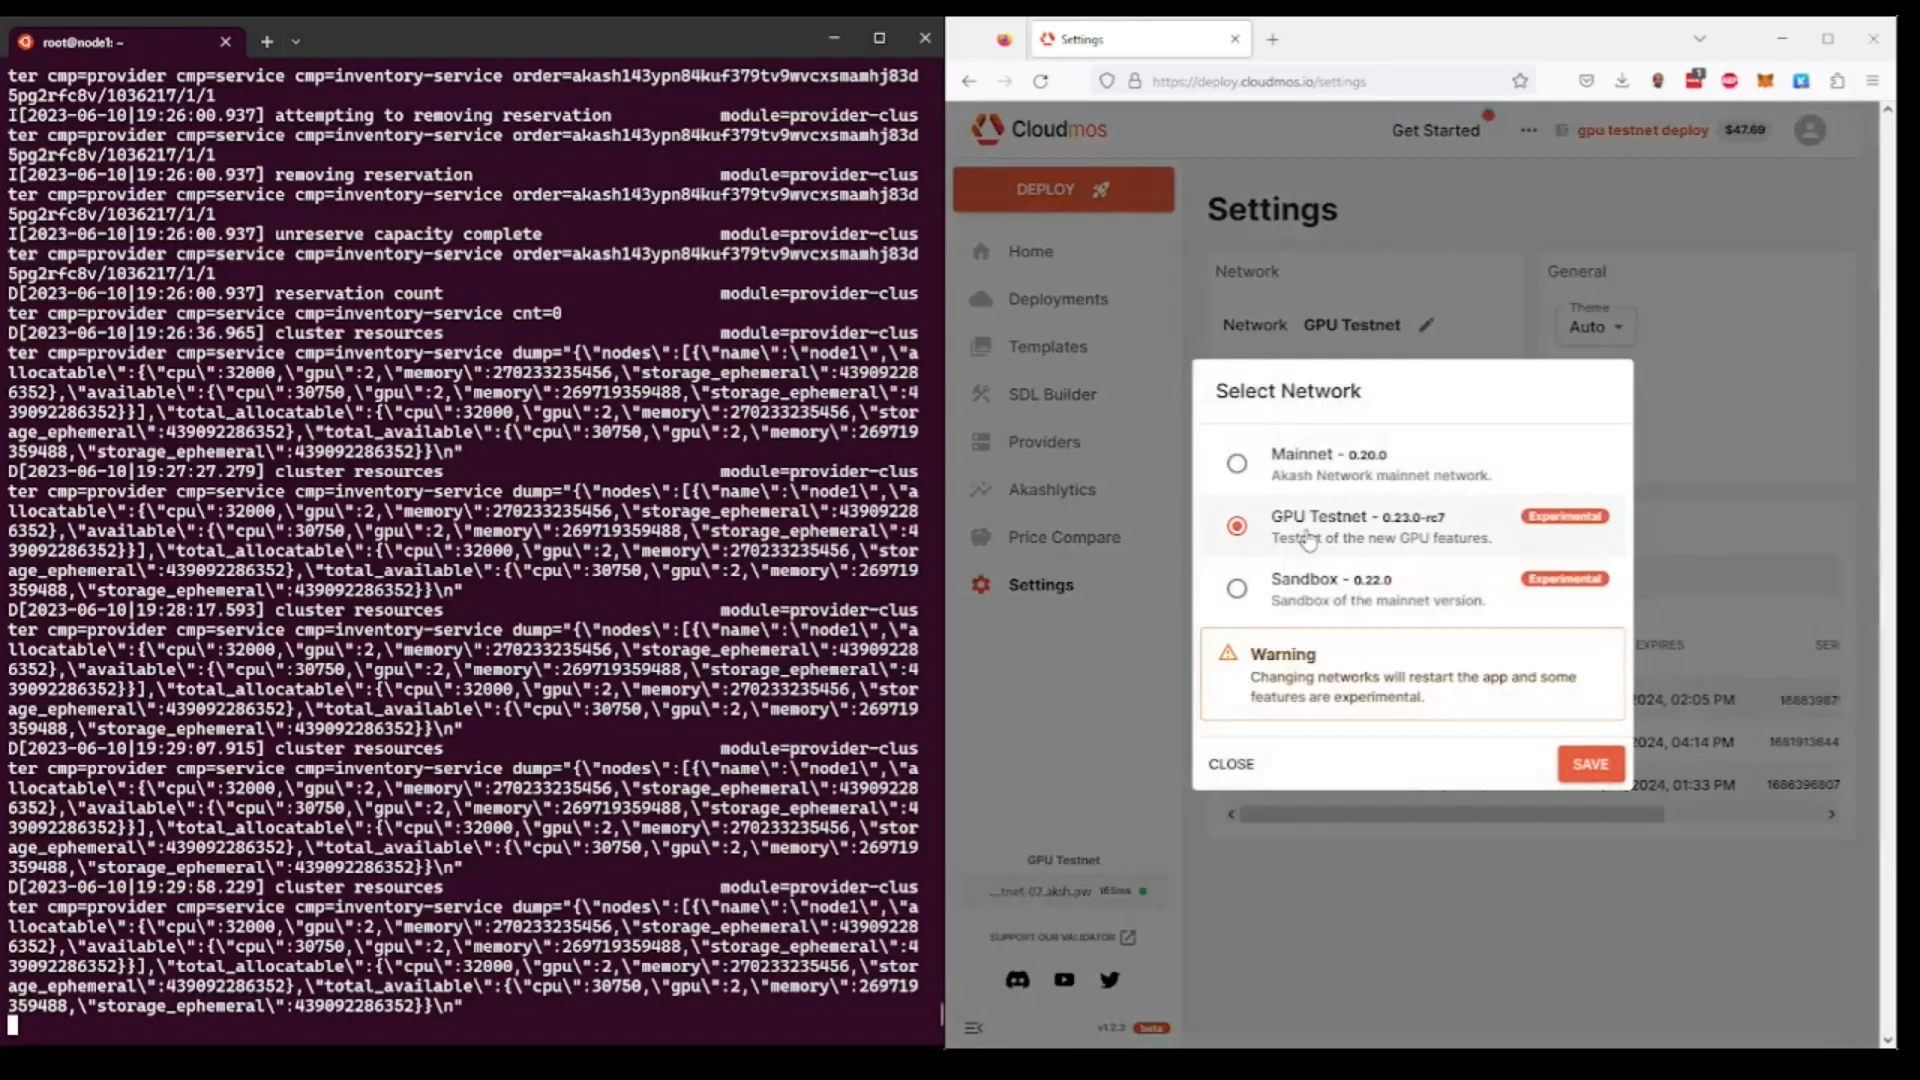 root@node1: ~
ter cmp=provider cmp=service cmp=inventory-service order=akash143ypn84kuf379tv9wvcxsmamhj83d
5pg2rfc8v/1036217/1/1
I[2023-06-10|19:26:00.937] attempting to removing reservation module=provider-clus
ter cmp=provider cmp=service cmp=inventory-service order=akash143ypn84kuf379tv9wvcxsmamhj83d
5pg2rfc8v/1036217/1/1
I[2023-06-10|19:26:00.937] removing reservation module=provider-clus
ter cmp=provider cmp=service cmp=inventory-service order=akash143ypn84kuf379tv9wvcxsmamhj83d
5pg2rfc8v/1036217/1/1
I[2023-06-10|19:26:00.937] unreserve capacity complete module=provider-clus
ter cmp=provider cmp=service cmp=inventory-service order=akash143ypn84kuf379tv9wvcxsmamhj83d
5pg2rfc8v/1036217/1/1
D[2023-06-10|19:26:00.937] reservation count module=provider-clus
ter cmp=provider cmp=service cmp=inventory-service cnt=0
D[2023-06-10|19:26:36.965] cluster resources module=provider-clus
ter cmp=provider cmp=service cmp=inventory-service dump="{\"nodes\":[{\"name\":\"node1\",\"a
llocatable\":{\"cpu\":32000,\"gpu\":2,\"memory\":270233235456,\"storage_ephemeral\":43909228
6352},\"available\":{\"cpu\":30750,\"gpu\":2,\"memory\":269719359488,\"storage_ephemeral\":4
39092286352}}],\"total_allocatable\":{\"cpu\":32000,\"gpu\":2,\"memory\":270233235456,\"stor
age_ephemeral\":439092286352},\"total_available\":{\"cpu\":30750,\"gpu\":2,\"memory\":269719
359488,\"storage_ephemeral\":439092286352}}\n"
D[2023-06-10|19:27:27.279] cluster resources module=provider-clus
ter cmp=provider cmp=service cmp=inventory-service dump="{\"nodes\":[{\"name\":\"node1\",\"a
llocatable\":{\"cpu\":32000,\"gpu\":2,\"memory\":270233235456,\"storage_ephemeral\":43909228
6352},\"available\":{\"cpu\":30750,\"gpu\":2,\"memory\":269719359488,\"storage_ephemeral\":4
39092286352}}],\"total_allocatable\":{\"cpu\":32000,\"gpu\":2,\"memory\":270233235456,\"stor
age_ephemeral\":439092286352},\"total_available\":{\"cpu\":30750,\"gpu\":2,\"memory\":269719
359488,\"storage_ephemeral\":439092286352}}\n"
D[2023-06-10|19:28:17.593] cluster resources module=provider-clus
ter cmp=provider cmp=service cmp=inventory-service dump="{\"nodes\":[{\"name\":\"node1\",\"a
llocatable\":{\"cpu\":32000,\"gpu\":2,\"memory\":270233235456,\"storage_ephemeral\":43909228
6352},\"available\":{\"cpu\":30750,\"gpu\":2,\"memory\":269719359488,\"storage_ephemeral\":4
39092286352}}],\"total_allocatable\":{\"cpu\":32000,\"gpu\":2,\"memory\":270233235456,\"stor
age_ephemeral\":439092286352},\"total_available\":{\"cpu\":30750,\"gpu\":2,\"memory\":269719
359488,\"storage_ephemeral\":439092286352}}\n"
D[2023-06-10|19:29:07.915] cluster resources module=provider-clus
ter cmp=provider cmp=service cmp=inventory-service dump="{\"nodes\":[{\"name\":\"node1\",\"a
llocatable\":{\"cpu\":32000,\"gpu\":2,\"memory\":270233235456,\"storage_ephemeral\":43909228
6352},\"available\":{\"cpu\":30750,\"gpu\":2,\"memory\":269719359488,\"storage_ephemeral\":4
39092286352}}],\"total_allocatable\":{\"cpu\":32000,\"gpu\":2,\"memory\":270233235456,\"stor
age_ephemeral\":439092286352},\"total_available\":{\"cpu\":30750,\"gpu\":2,\"memory\":269719
359488,\"storage_ephemeral\":439092286352}}\n"
D[2023-06-10|19:29:58.229] cluster resources module=provider-clus
ter cmp=provider cmp=service cmp=inventory-service dump="{\"nodes\":[{\"name\":\"node1\",\"a
llocatable\":{\"cpu\":32000,\"gpu\":2,\"memory\":270233235456,\"storage_ephemeral\":43909228
6352},\"available\":{\"cpu\":30750,\"gpu\":2,\"memory\":269719359488,\"storage_ephemeral\":4
39092286352}}],\"total_allocatable\":{\"cpu\":32000,\"gpu\":2,\"memory\":270233235456,\"stor
age_ephemeral\":439092286352},\"total_available\":{\"cpu\":30750,\"gpu\":2,\"memory\":269719
359488,\"storage_ephemeral\":439092286352}}\n"
Settings
https://deploy.cloudmos.io/settings
Cloudmos
Get Started
gpu testnet deploy $47.69
DEPLOY
Home
Deployments
Templates
SDL Builder
Providers
Akashlytics
Price Compare
Settings
GPU Testnet
...tnet-02.aksh.pw 165ms
SUPPORT OUR VALIDATOR
v1.2.3 beta
Settings
Network
General
Network GPU Testnet
Theme
Auto
Select Network
Mainnet - 0.20.0
Akash Network mainnet network.
GPU Testnet - 0.23.0-rc7 Experimental
Testnet of the new GPU features.
Sandbox - 0.22.0 Experimental
Sandbox of the mainnet version.
Warning
Changing networks will restart the app and some
features are experimental.
CLOSE
SAVE
EXPIRES SER
2024, 02:05 PM 16863987
2024, 04:14 PM 1681913644
2024, 01:33 PM 1686396807